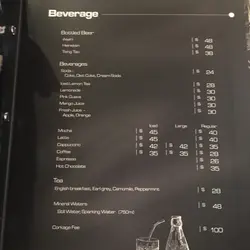 Beverage
Bottled Beer
Asahi | $ 48
Heineken | $ 48
Tsing Tao | $ 38
Beverages
Soda -
Coke, Diet Coke, Cream Soda | $ 24
Iced Lemon Tea | $ 28
Lemonade | $ 30
Pink Guava | $ 30
Mango Juice | $ 30
Fresh Juice -
Apple, Orange | $ 28
Iced Large Regular
Mocha | $ 45 | $ 40
Latte | $ 45 | $ 40
Cappuccino | $ 42 | $ 42 | $ 35
Coffee | $ 35 | $ 35 | $ 28
Espresso | $ 26
Hot Chocolate | $ 35
Tea
English breakfast, Earl grey, Camomile, Peppermint | $ 28
Mineral Waters
Still Water, Sparkling Water (750ml) | $ 48
Corkage Fee | $ 100